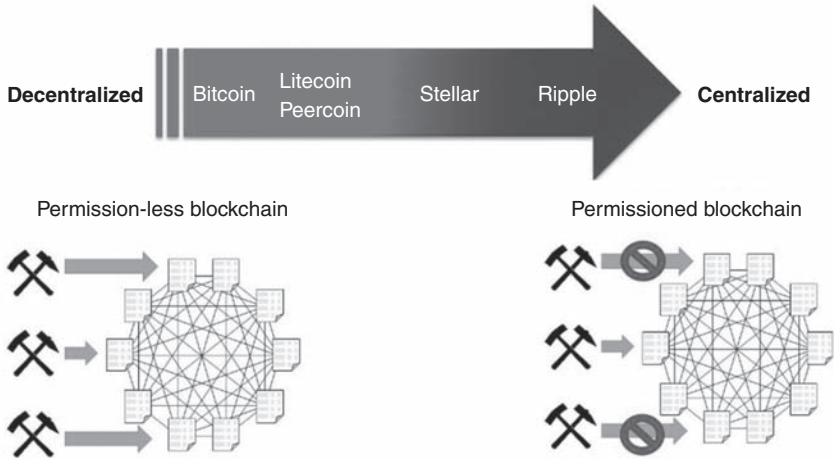 Decentralized
Bitcoin
Litecoin
Peercoin
Stellar
Ripple
Centralized
Permission-less blockchain
Permissioned blockchain